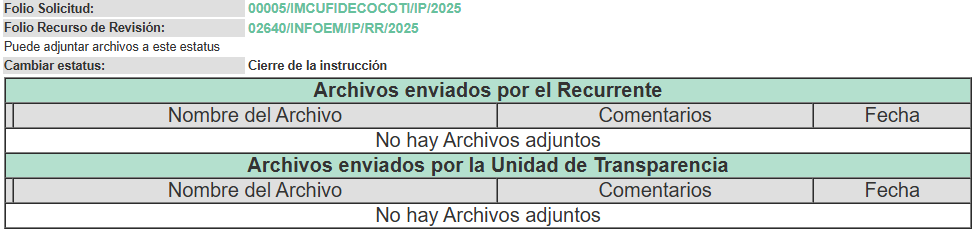 Folio Solicitud: 00005/IMCUFIDECOCOTI/IP/2025
Folio Recurso de Revisión: 02640/INFOEM/IP/RR/2025
Puede adjuntar archivos a este estatus
Cambiar estatus: Cierre de la instrucción
Archivos enviados por el Recurrente
Nombre del Archivo Comentarios Fecha
No hay Archivos adjuntos
Archivos enviados por la Unidad de Transparencia
Nombre del Archivo Comentarios Fecha
No hay Archivos adjuntos